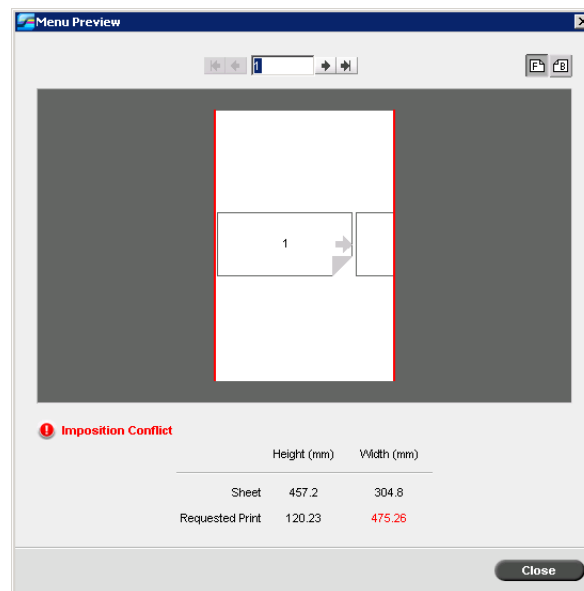 Menu Preview
1
F B
1
Imposition Conflict
Height (mm) Width (mm)
Sheet 457.2 304.8
Requested Print 120.23 475.26
Close